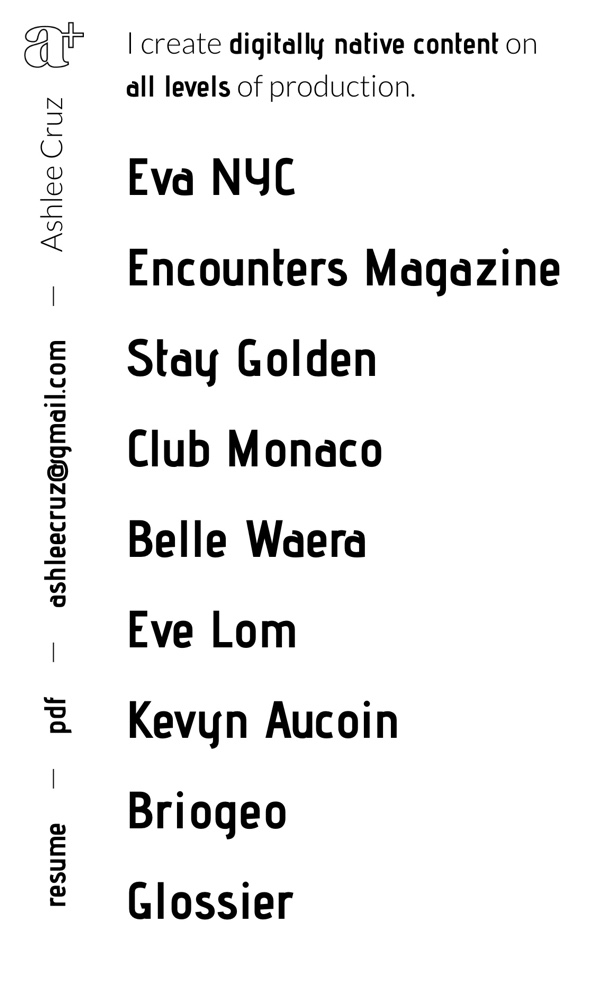 a+
Ashlee Cruz — ashleecruz@gmail.com — pdf — resume
I create digitally native content on
all levels of production.
Eva NYC
Encounters Magazine
Stay Golden
Club Monaco
Belle Waera
Eve Lom
Kevyn Aucoin
Briogeo
Glossier